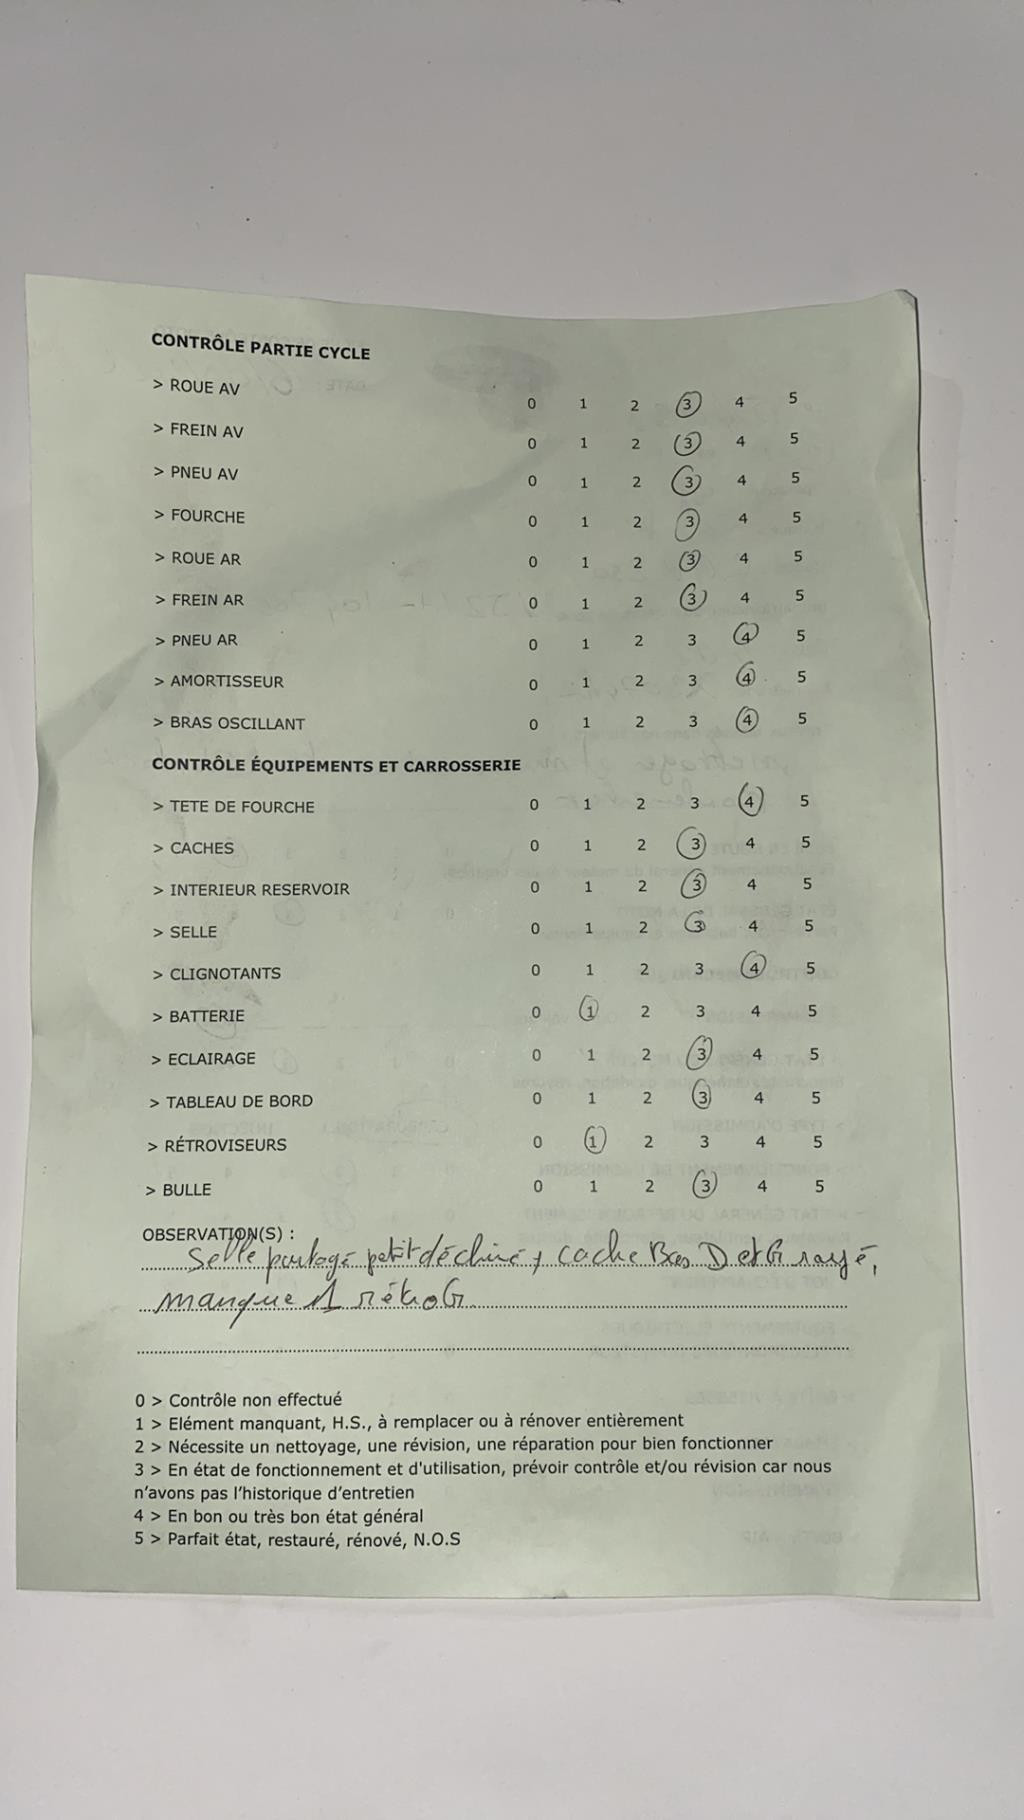 CONTRÔLE PARTIE CYCLE
> ROUE AV 0 1 2 3 4 5
> FREIN AV 0 1 2 3 4 5
> PNEU AV 0 1 2 3 4 5
> FOURCHE 0 1 2 3 4 5
> ROUE AR 0 1 2 3 4 5
> FREIN AR 0 1 2 3 4 5
> PNEU AR 0 1 2 3 4 5
> AMORTISSEUR 0 1 2 3 4 5
> BRAS OSCILLANT 0 1 2 3 4 5
CONTRÔLE ÉQUIPEMENTS ET CARROSSERIE
> TETE DE FOURCHE 0 1 2 3 4 5
> CACHES 0 1 2 3 4 5
> INTERIEUR RESERVOIR 0 1 2 3 4 5
> SELLE 0 1 2 3 4 5
> CLIGNOTANTS 0 1 2 3 4 5
> BATTERIE 0 1 2 3 4 5
> ECLAIRAGE 0 1 2 3 4 5
> TABLEAU DE BORD 0 1 2 3 4 5
> RÉTROVISEURS 0 1 2 3 4 5
> BULLE 0 1 2 3 4 5
OBSERVATION(S) :
Selle petit déchiré, cache Bas D et G rayé,
manque 1 rétro G
0 > Contrôle non effectué
1 > Elément manquant, H.S., à remplacer ou à rénover entièrement
2 > Nécessite un nettoyage, une révision, une réparation pour bien fonctionner
3 > En état de fonctionnement et d'utilisation, prévoir contrôle et/ou révision car nous
n'avons pas l'historique d'entretien
4 > En bon ou très bon état général
5 > Parfait état, restauré, rénové, N.O.S